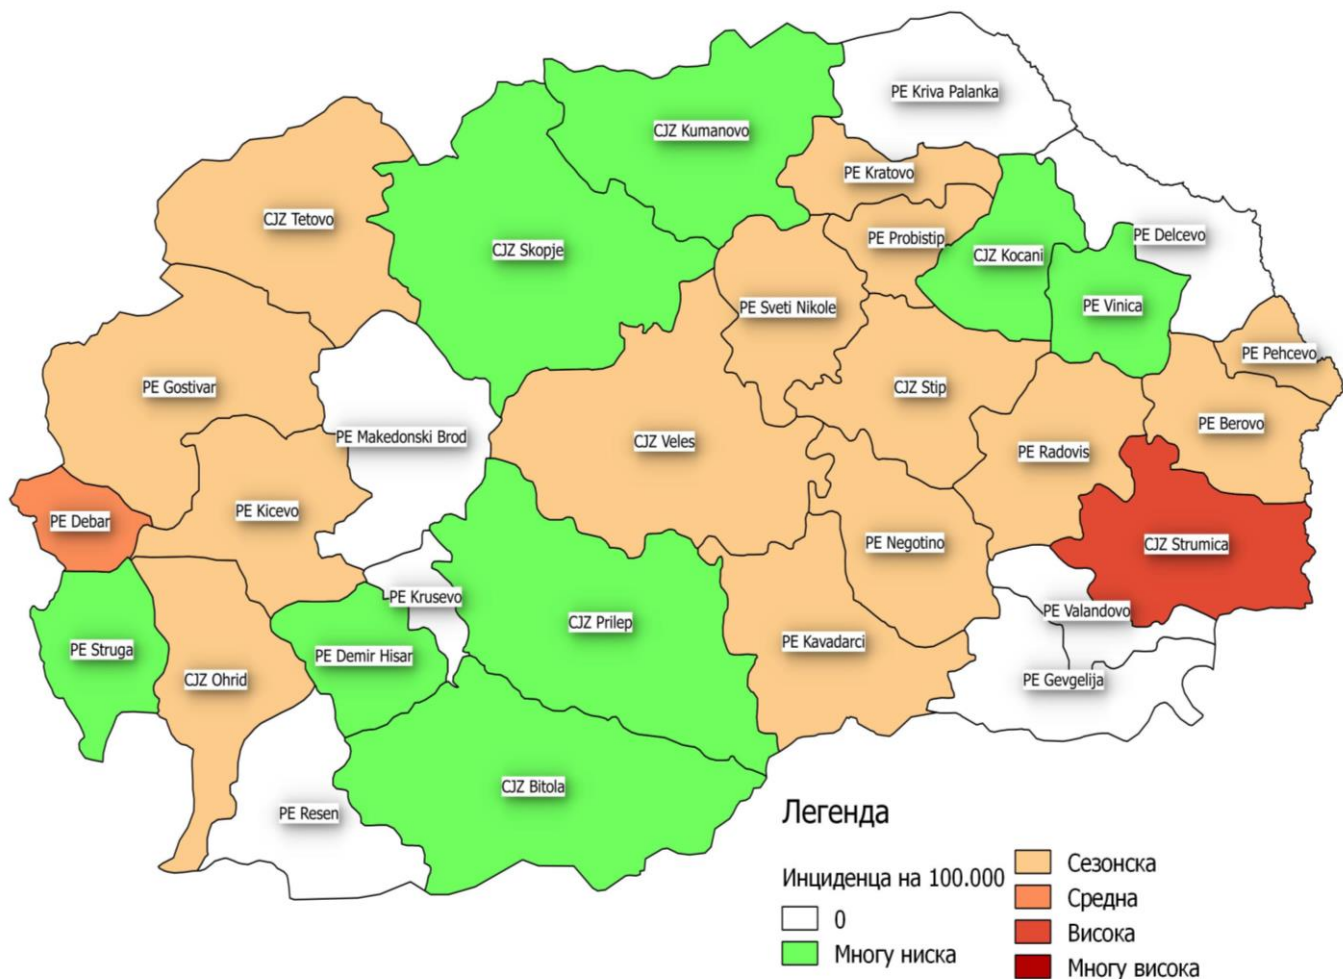 PE Kriva Palanka
CJZ Kumanovo
PE Kratovo
CJZ Tetovo
PE Probistip
PE Delcevo
CJZ Skopje
CJZ Kocani
PE Sveti Nikole
PE Vinica
PE Pehcevo
PE Gostivar
CJZ Stip
PE Berovo
PE Makedonski Brod
CJZ Veles
PE Radovis
PE Debar
PE Kicevo
PE Negotino
CJZ Strumica
PE Krusevo
PE Valandovo
CJZ Prilep
PE Kavadarci
PE Struga
PE Demir Hisar
CJZ Ohrid
PE Gevgelija
CJZ Bitola
PE Resen
Легенда
Инциденца на 100.000
0
Многу ниска
Сезонска
Средна
Висока
Многу висока